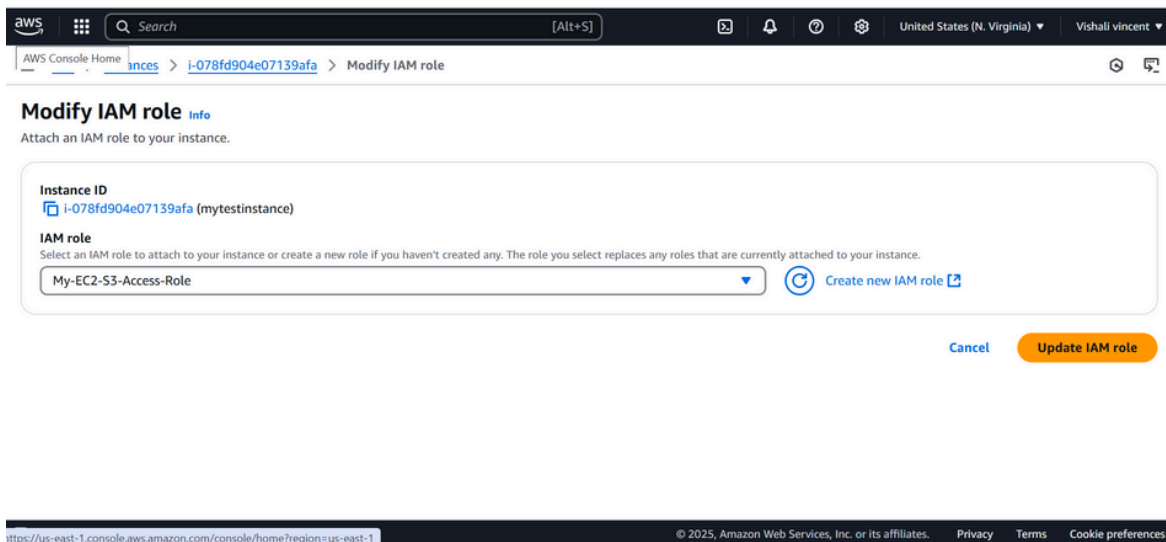 aws Search [Alt+S] United States (N. Virginia) Vishali vincent
AWS Console Home
ances > i-078fd904e07139afa > Modify IAM role
Modify IAM role Info
Attach an IAM role to your instance.
Instance ID
i-078fd904e07139afa (mytestinstance)
IAM role
Select an IAM role to attach to your instance or create a new role if you haven't created any. The role you select replaces any roles that are currently attached to your instance.
My-EC2-S3-Access-Role Create new IAM role
Cancel Update IAM role
https://us-east-1.console.aws.amazon.com/console/home?region=us-east-1 © 2025, Amazon Web Services, Inc. or its affiliates. Privacy Terms Cookie preferences